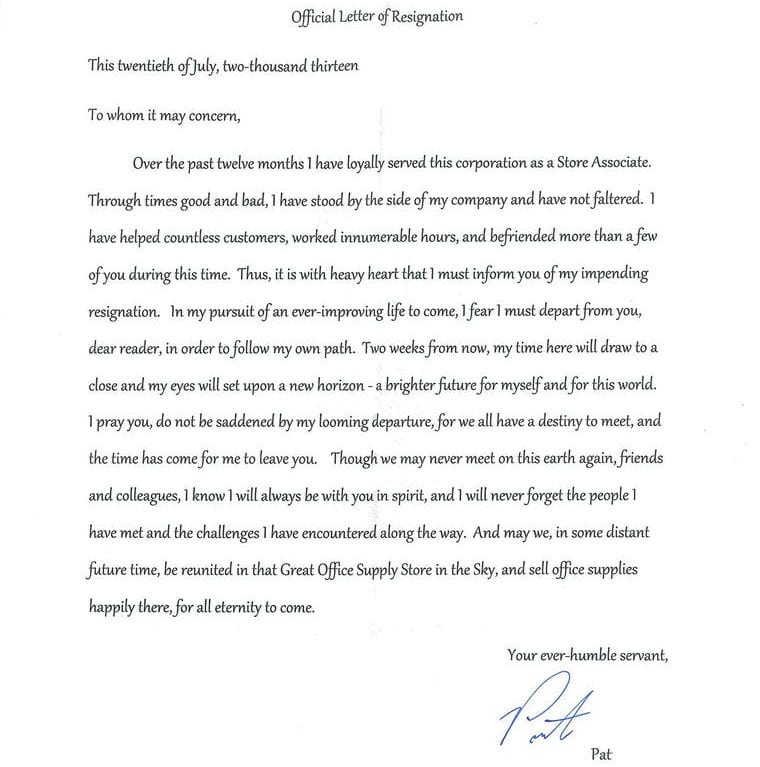 Official Letter of Resignation
This twentieth of July, two-thousand thirteen
To whom it may concern,
Over the past twelve months I have loyally served this corporation as a Store Associate.
Through times good and bad, I have stood by the side of my company and have not faltered. I
have helped countless customers, worked innumerable hours, and befriended more than a few
of you during this time. Thus, it is with heavy heart that I must inform you of my impending
resignation. In my pursuit of an ever-improving life to come, I fear I must depart from you,
dear reader, in order to follow my own path. Two weeks from now, my time here will draw to a
close and my eyes will set upon a new horizon - a brighter future for myself and for this world.
I pray you, do not be saddened by my looming departure, for we all have a destiny to meet, and
the time has come for me to leave you. Though we may never meet on this earth again, friends
and colleagues, I know I will always be with you in spirit, and I will never forget the people I
have met and the challenges I have encountered along the way. And may we, in some distant
future time, be reunited in that Great Office Supply Store in the Sky, and sell office supplies
happily there, for all eternity to come.
Your ever-humble servant,
Pat
Pat